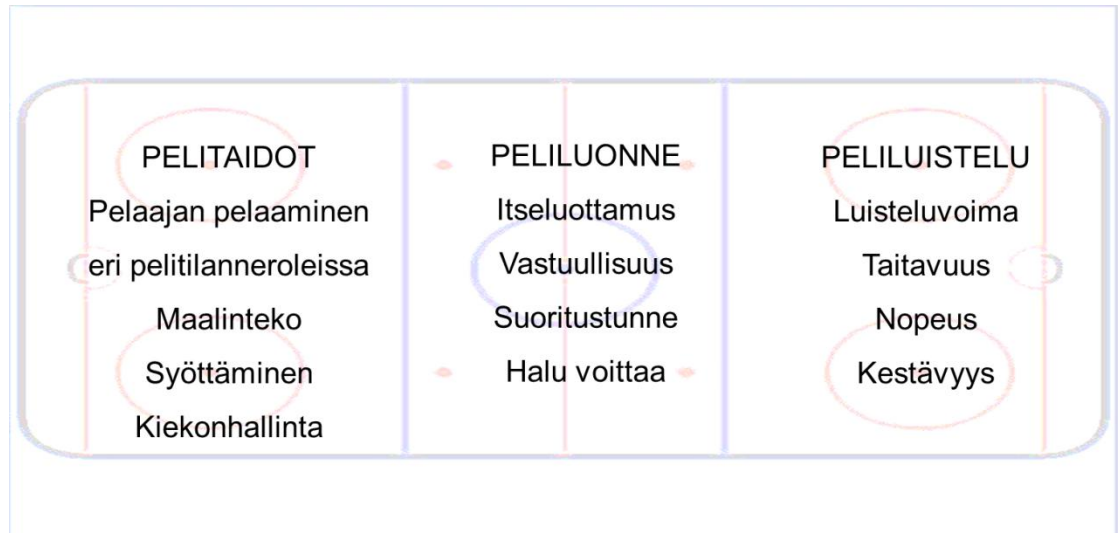 PELITAIDOT
Pelaajan pelaaminen
eri pelitilanneroleissa
Maalinteko
Syöttäminen
Kiekonhallinta
PELILUONNE
Itseluottamus
Vastuullisuus
Suoritustunne
Halu voittaa
PELILUISTELU
Luisteluvoima
Taitavuus
Nopeus
Kestävyys